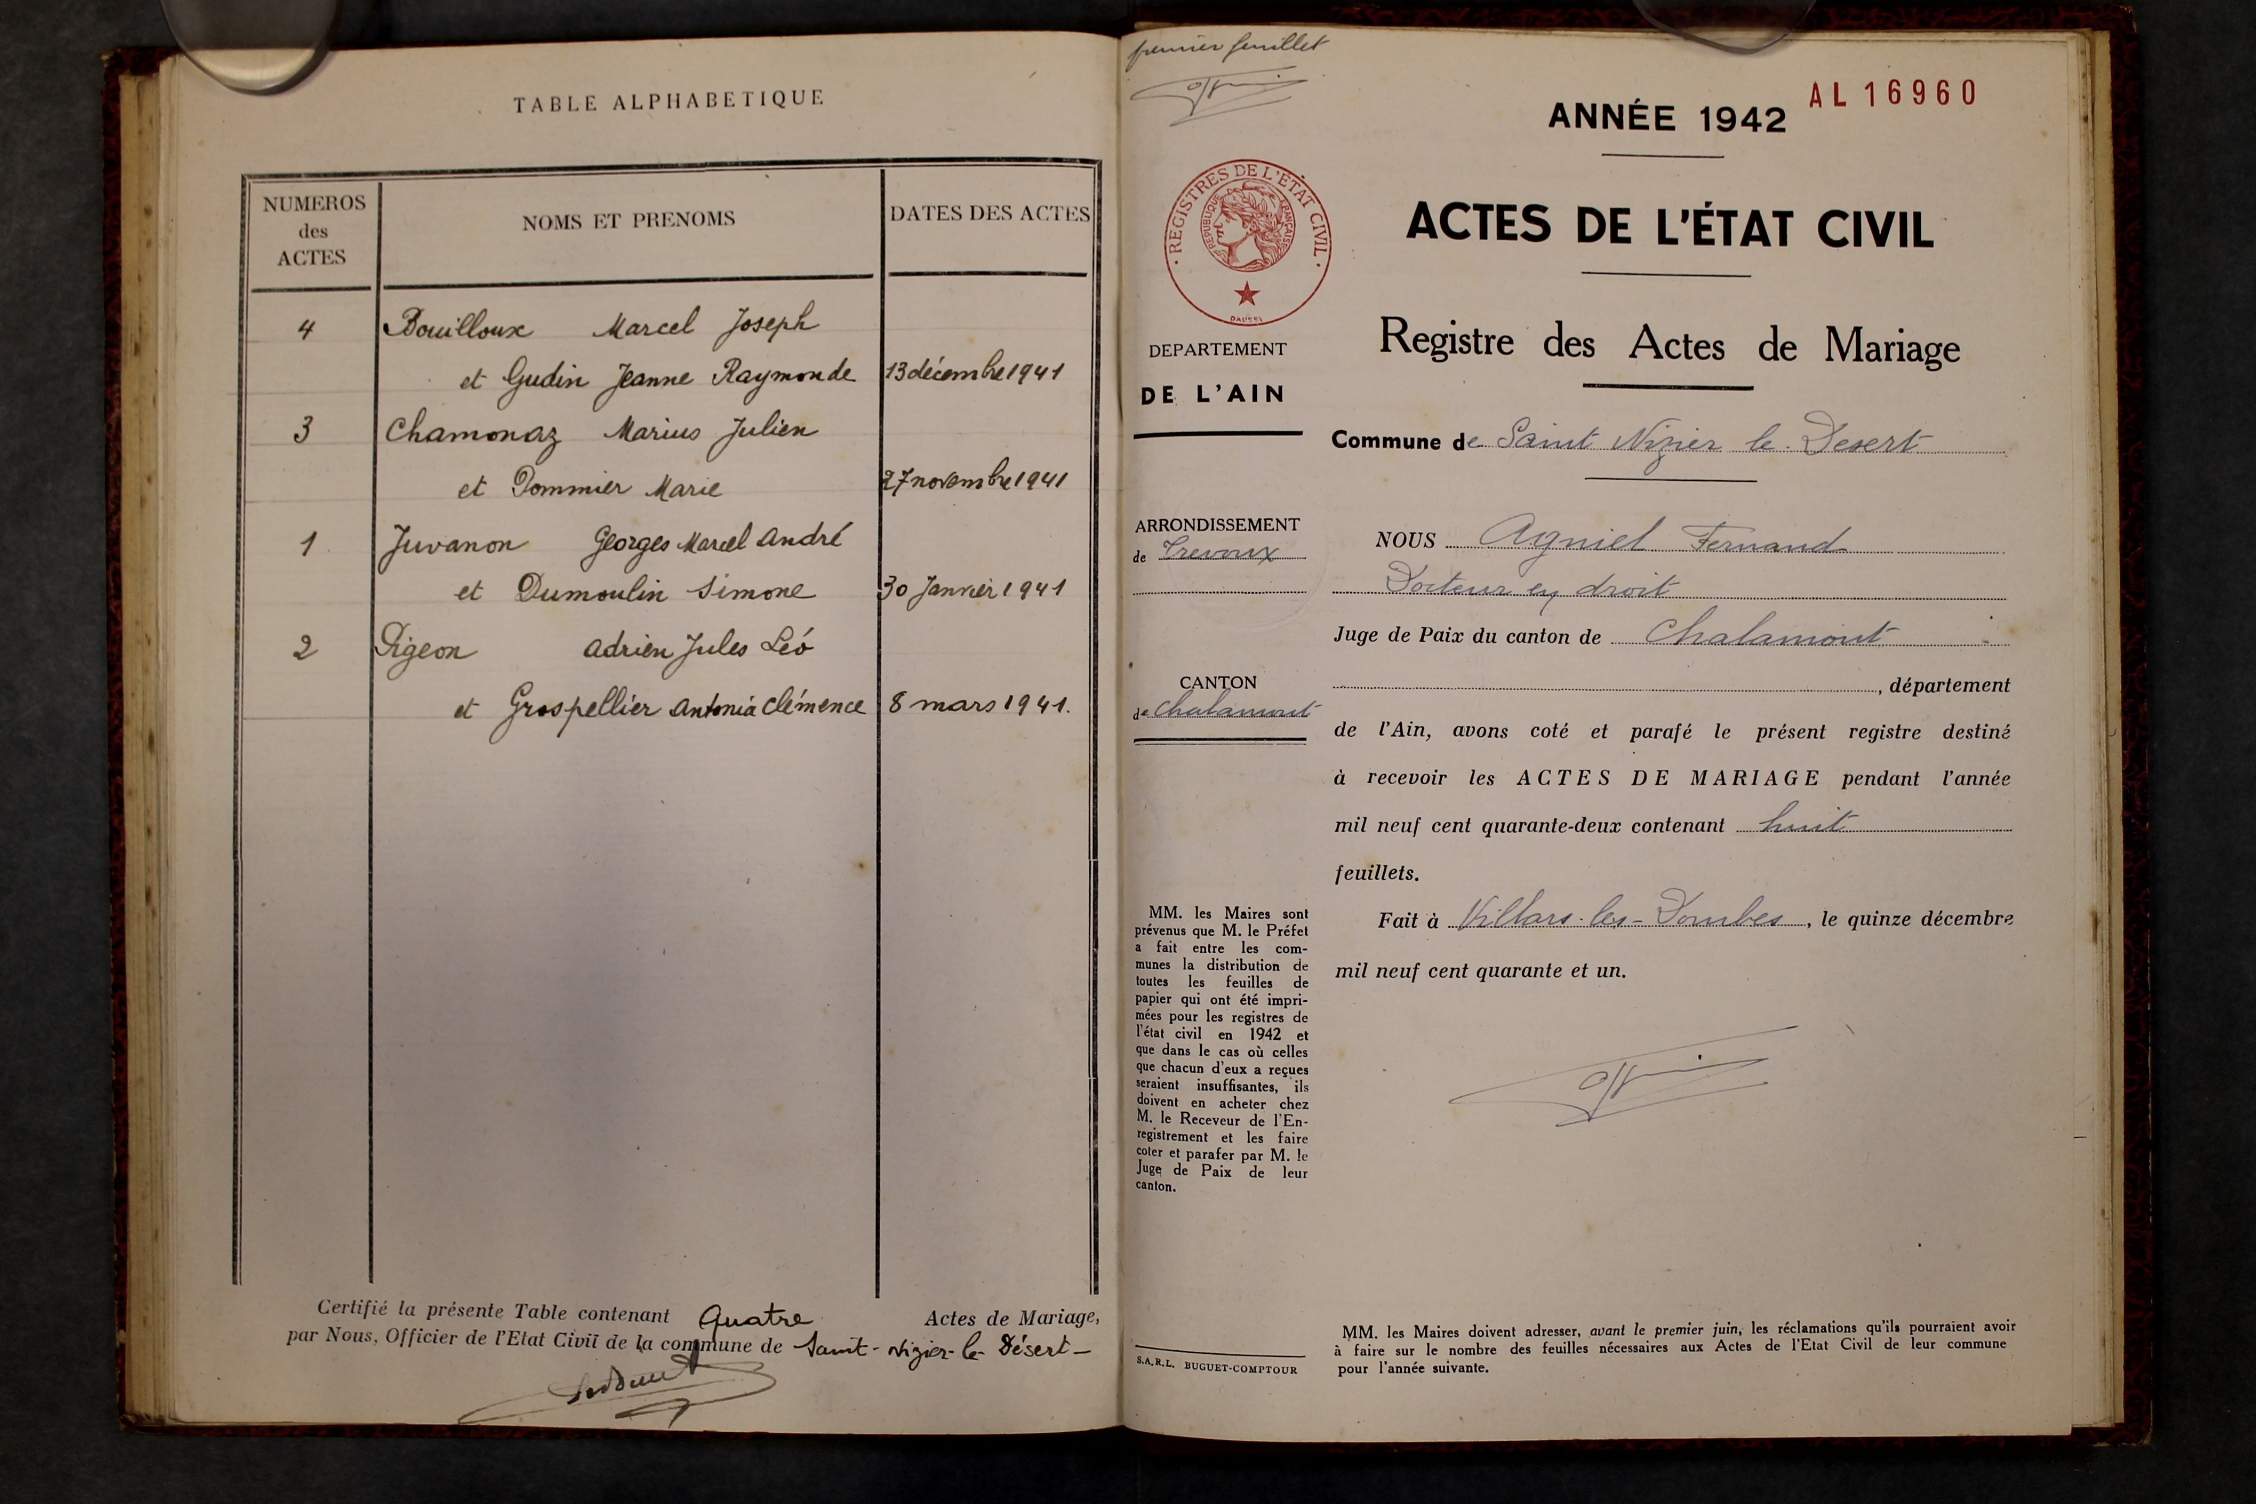 TABLE ALPHABETIQUE
NUMEROS
des
ACTES
NOMS ET PRENOMS
DATES DES ACTES
4 Bouilloux Marcel Joseph
et Gudin Jeanne Raymonde 13 décembre 1941
3 Chamonaz Marius Julien
et Pommier Marie 27 novembre 1941
1 Juvanon Georges Marcel André
et Dumoulin Simone 30 Janvier 1941
2 Pigeon Adrien Jules Léó
et Grospellier Antonia Clémence 8 mars 1941.
Certifié la présente Table contenant Quatre Actes de Mariage,
par Nous, Officier de l'Etat Civil de la commune de Saint-Nizier-le-Désert-
premier feuillet
ANNÉE 1942
AL 16960
REGISTRES DE L'ÉTAT CIVIL
RÉPUBLIQUE FRANÇAISE
ACTES DE L'ÉTAT CIVIL
Registre des Actes de Mariage
DEPARTEMENT
DE L'AIN
Commune de Saint Nizier le Desert
ARRONDISSEMENT
de Trevoux
CANTON
de Chalamont
NOUS Agniel Fernand
Docteur en droit
Juge de Paix du canton de Chalamont
, département
de l'Ain, avons coté et parafé le présent registre destiné
à recevoir les ACTES DE MARIAGE pendant l'année
mil neuf cent quarante-deux contenant huit
feuillets.
Fait à Villars-les-Dombes, le quinze décembre
mil neuf cent quarante et un.
MM. les Maires sont
prévenus que M. le Préfet
a fait entre les com-
munes la distribution de
toutes les feuilles de
papier qui ont été impri-
mées pour les registres de
l'état civil en 1942 et
que dans le cas où celles
que chacun d'eux a reçues
seraient insuffisantes, ils
doivent en acheter chez
M. le Receveur de l'En-
registrement et les faire
coter et parafer par M. le
Juge de Paix de leur
canton.
S.A.R.L. BUGUET-COMPTOUR
MM. les Maires doivent adresser, avant le premier juin, les réclamations qu'ils pourraient avoir
à faire sur le nombre des feuilles nécessaires aux Actes de l'Etat Civil de leur commune
pour l'année suivante.